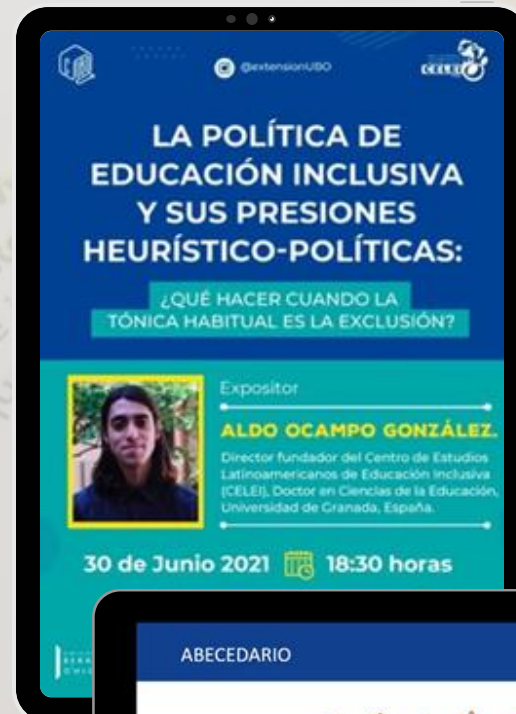 @extensionUBO
CELEI
LA POLÍTICA DE
EDUCACIÓN INCLUSIVA
Y SUS PRESIONES
HEURÍSTICO-POLÍTICAS:
¿QUÉ HACER CUANDO LA
TÓNICA HABITUAL ES LA EXCLUSIÓN?
Expositor
ALDO OCAMPO GONZÁLEZ.
Director fundador del Centro de Estudios
Latinoamericanos de Educación Inclusiva
(CELEI), Doctor en Ciencias de la Educación,
Universidad de Granada, España.
30 de Junio 2021 18:30 horas
ABECEDARIO